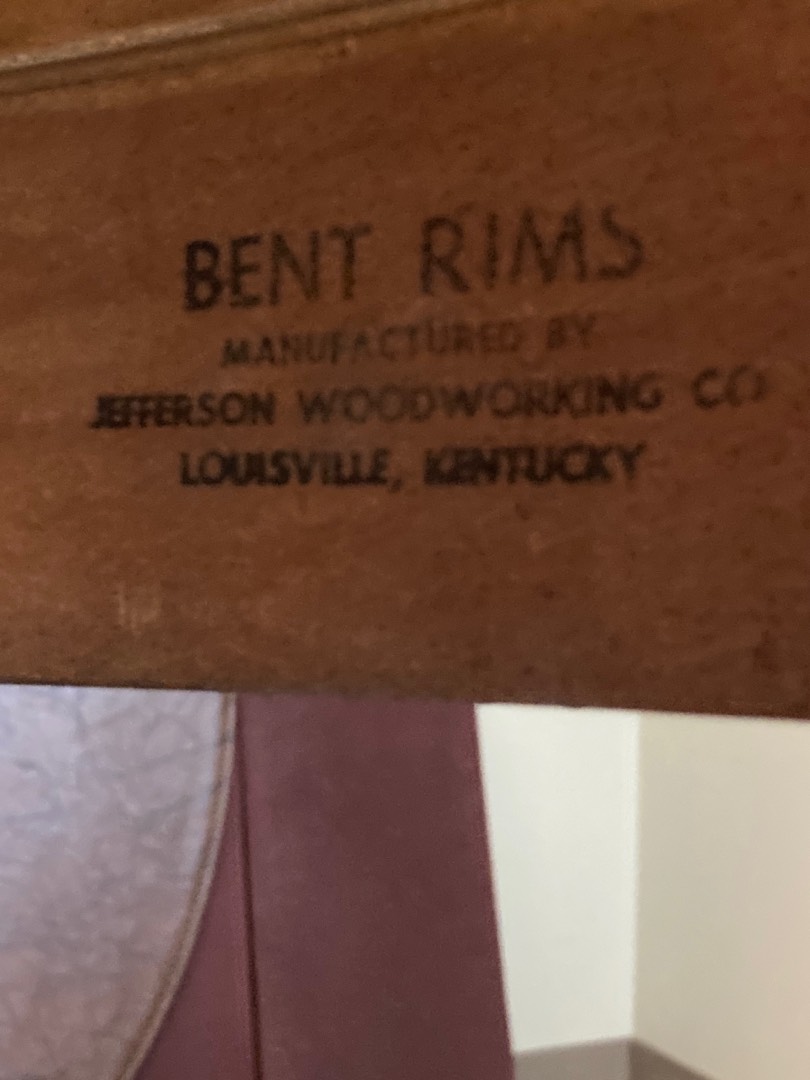 BENT RIMS
MANUFACTURED BY
JEFFERSON WOODWORKING CO
LOUISVILLE, KENTUCKY